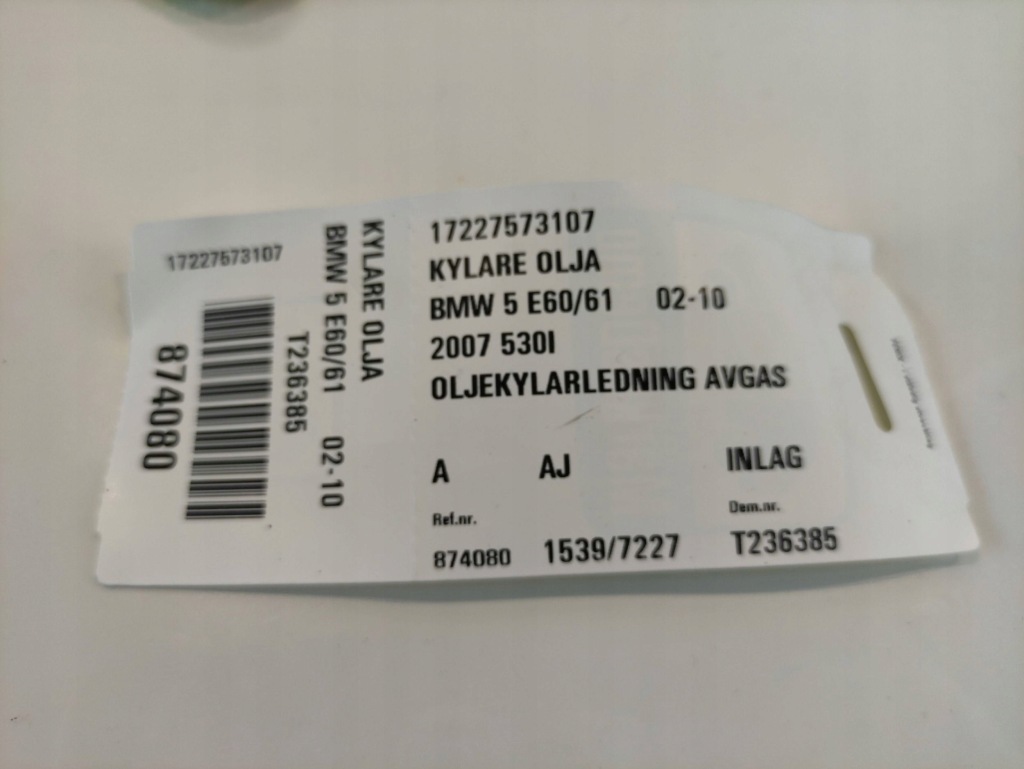 17227573107
874080
T236385
BMW 5 E60/61 02-10
KYLARE OLJA
17227573107
KYLARE OLJA
BMW 5 E60/61 02-10
2007 530I
OLJEKYLARLEDNING AVGAS
A AJ INLAG
Ref.nr. Dem.nr.
874080 1539/7227 T236385